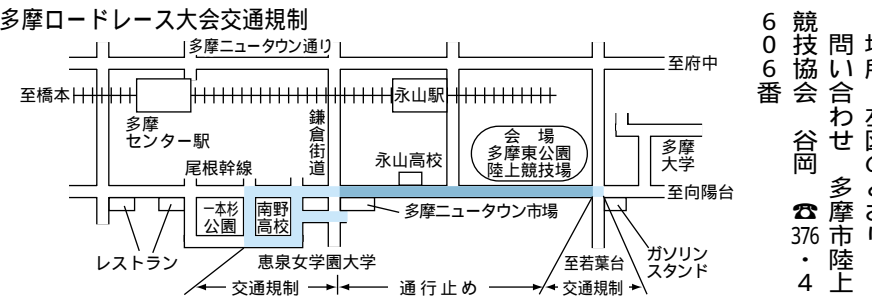 多摩ロードレース大会交通規制
多摩ニュータウン通り
至府中
至橋本
永山駅
多摩
センター駅
鎌倉街道
会場
多摩東公園
陸上競技場
多摩
大学
尾根幹線
永山高校
至向陽台
一本杉
公園
南野
高校
多摩ニュータウン市場
レストラン
恵泉女学園大学
至若葉台
ガソリン
スタンド
交通規制
通行止め
交通規制
問い合わせ 多摩市陸上
競技協会 谷岡 ☎376・4
606番